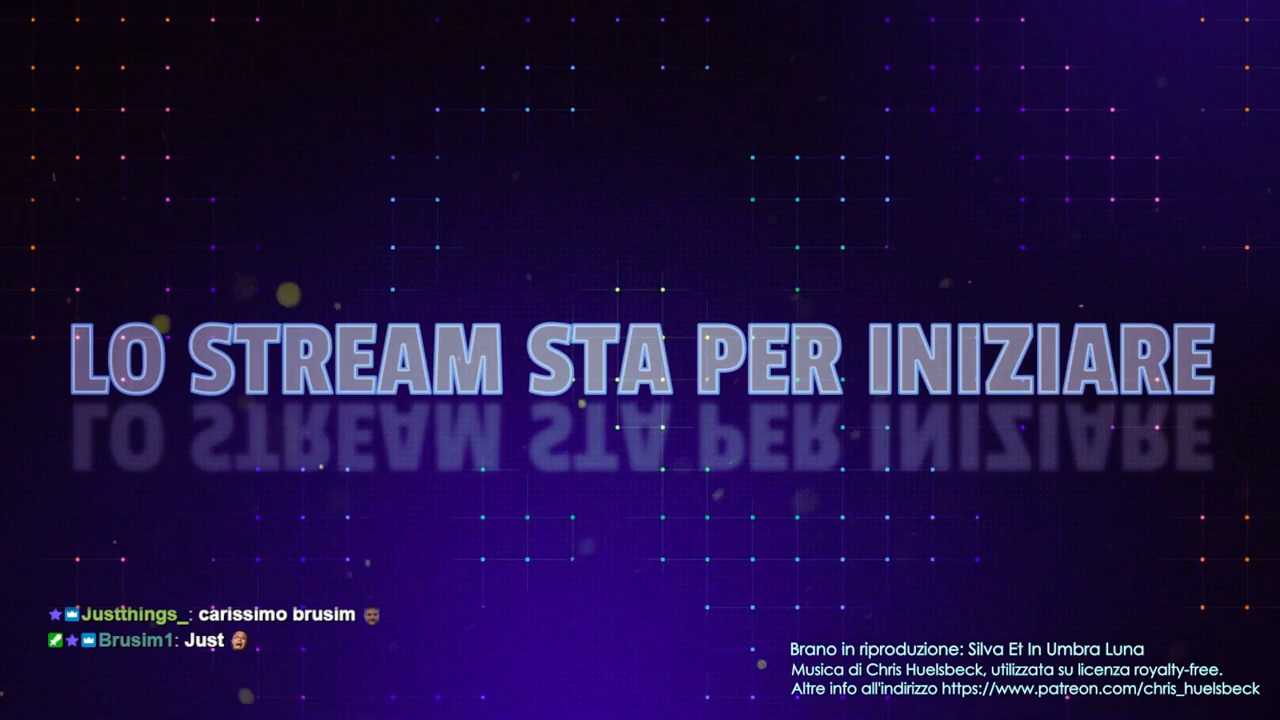 LO STREAM STA PER INIZIARE
Justthings_: carissimo brusim
Brusim1: Just
Brano in riproduzione: Silva Et In Umbra Luna
Musica di Chris Huelsbeck, utilizzata su licenza royalty-free.
Altre info all'indirizzo https://www.patreon.com/chris_huelsbeck